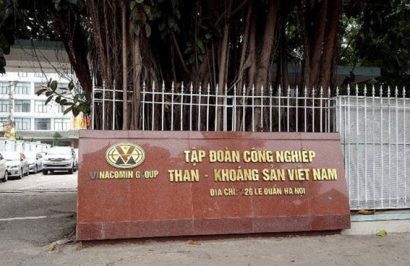 VINACOMIN GROUP
TẬP ĐOÀN CÔNG NGHIỆP
THAN - KHOÁNG SẢN VIỆT NAM
ĐỊA CHỈ: 226 LÊ DUẨN HÀ NỘI